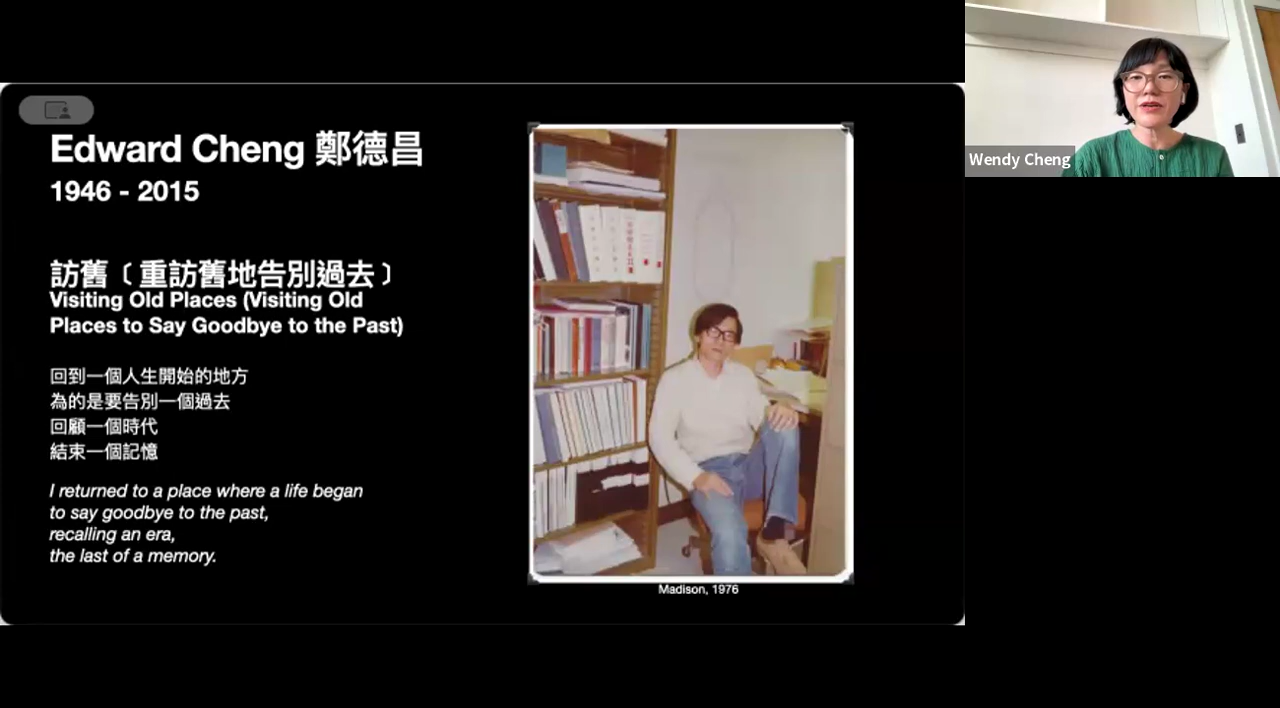 Edward Cheng 鄭德昌
1946 - 2015
訪舊﹝重訪舊地告別過去﹞
Visiting Old Places (Visiting Old
Places to Say Goodbye to the Past)
回到一個人生開始的地方
為的是要告別一個過去
回顧一個時代
結束一個記憶
I returned to a place where a life began
to say goodbye to the past,
recalling an era,
the last of a memory.
Madison, 1976
Wendy Cheng